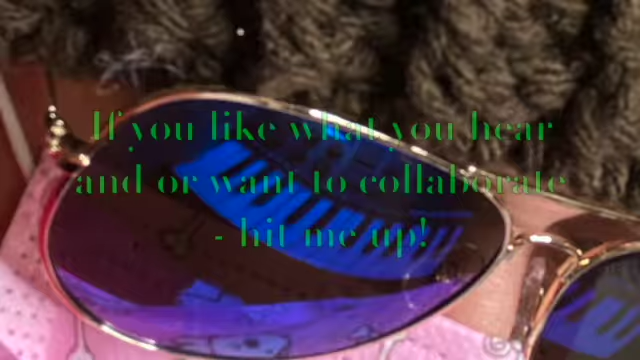 If you like what you hear
and or want to collaborate
- hit me up!